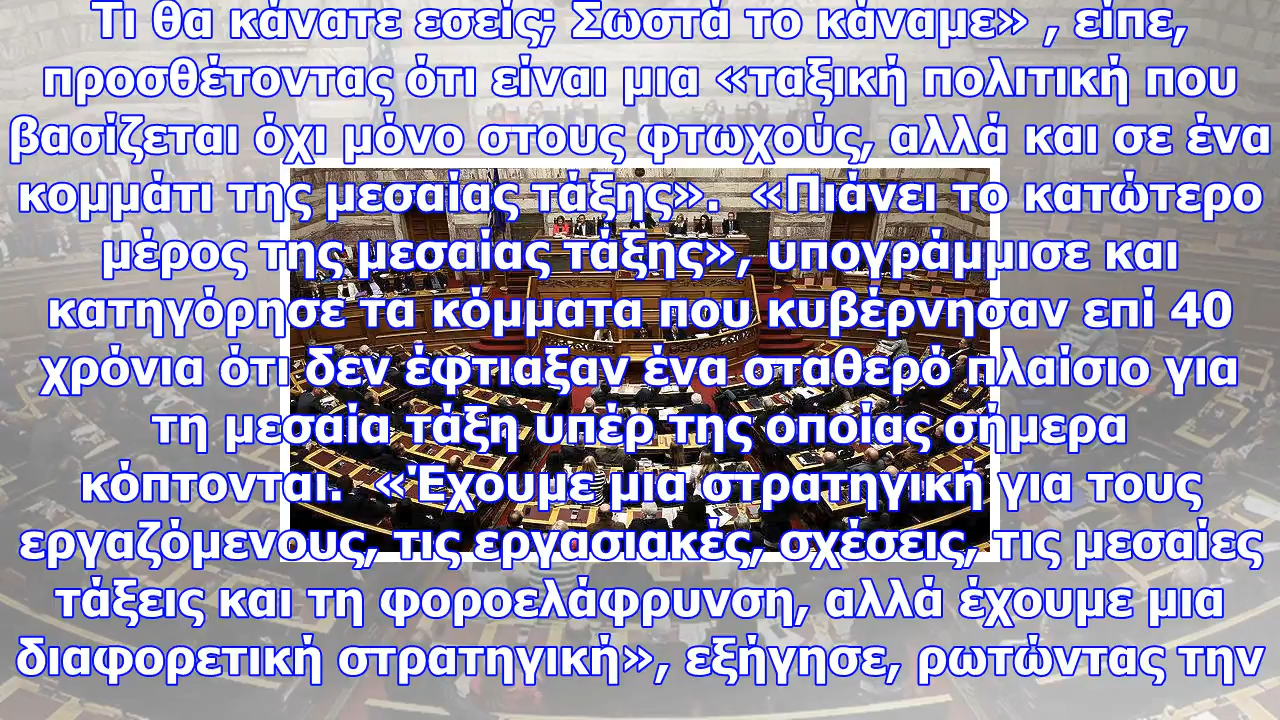 Τι θα κάνατε εσείς; Σωστά το κάναμε» , είπε,
προσθέτοντας ότι είναι μια «ταξική πολιτική που
βασίζεται όχι μόνο στους φτωχούς, αλλά και σε ένα
κομμάτι της μεσαίας τάξης». «Πιάνει το κατώτερο
μέρος της μεσαίας τάξης», υπογράμμισε και
κατηγόρησε τα κόμματα που κυβέρνησαν επί 40
χρόνια ότι δεν έφτιαξαν ένα σταθερό πλαίσιο για
τη μεσαία τάξη υπέρ της οποίας σήμερα
κόπτονται. «Έχουμε μια στρατηγική για τους
εργαζόμενους, τις εργασιακές, σχέσεις, τις μεσαίες
τάξεις και τη φοροελάφρυνση, αλλά έχουμε μια
διαφορετική στρατηγική», εξήγησε, ρωτώντας την